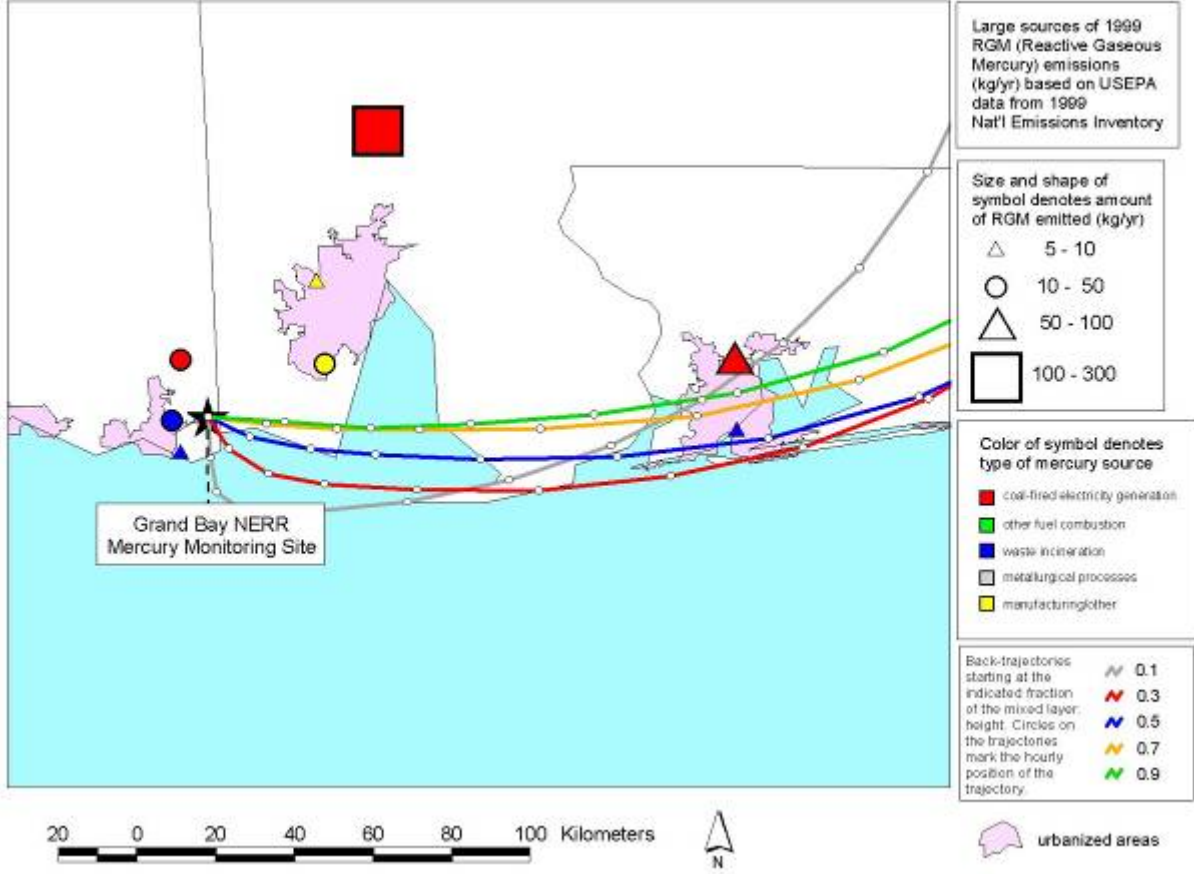 Large sources of 1999
RGM (Reactive Gaseous
Mercury) emissions
(kg/yr) based on USEPA
data from 1999
Nat'l Emissions Inventory
Size and shape of
symbol denotes amount
of RGM emitted (kg/yr)
5 - 10
10 - 50
50 - 100
100 - 300
Color of symbol denotes
type of mercury source
coal-fired electricity generation
other fuel combustion
waste incineration
metallurgical processes
manufacturing/other
Back-trajectories
starting at the
indicated fraction
of the mixed layer
height. Circles on
the trajectories
mark the hourly
position of the
trajectory.
0.1
0.3
0.5
0.7
0.9
Grand Bay NERR
Mercury Monitoring Site
20 0 20 40 60 80 100 Kilometers
N
urbanized areas